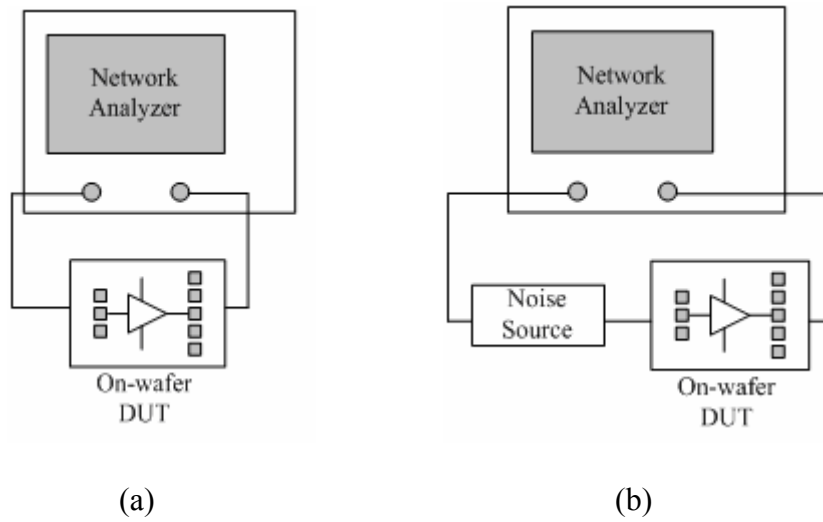 Network
Analyzer
On-wafer
DUT
(a)
Network
Analyzer
Noise
Source
On-wafer
DUT
(b)